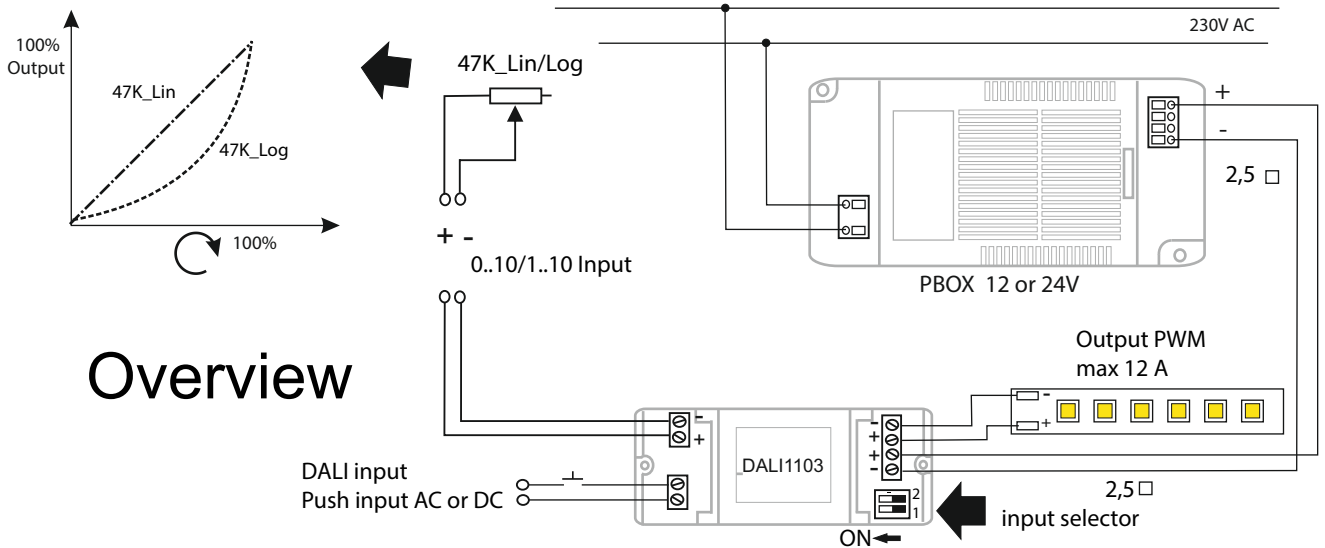 100%
Output
47K_Lin
47K_Log
100%
47K_Lin/Log
+ -
0..10/1..10 Input
230V AC
+
-
2,5 □
PBOX 12 or 24V
Overview
Output PWM
max 12 A
-
+
-
+
_DALI1103
-
+
+
-
DALI input
Push input AC or DC
2
1
2,5 □
input selector
ON